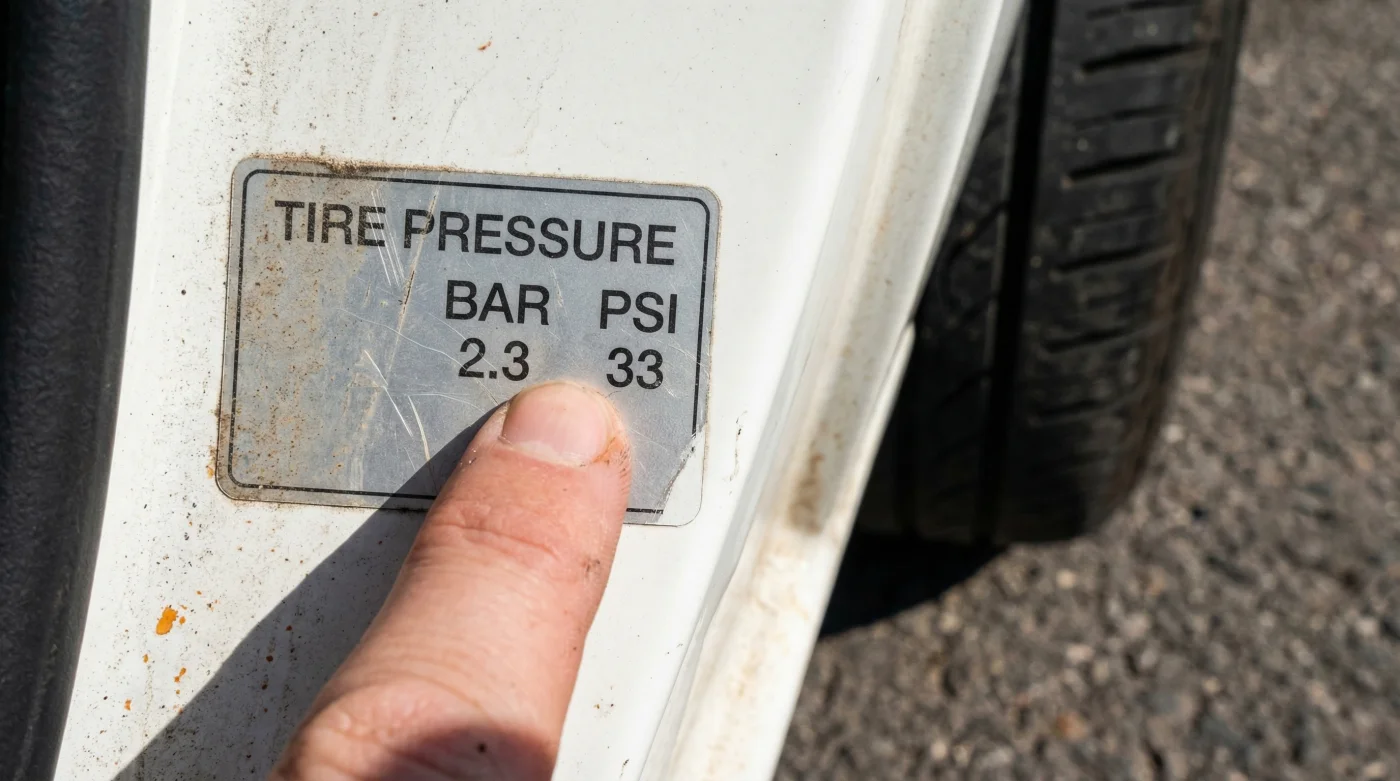 TIRE PRESSURE
BAR PSI
2.3 33